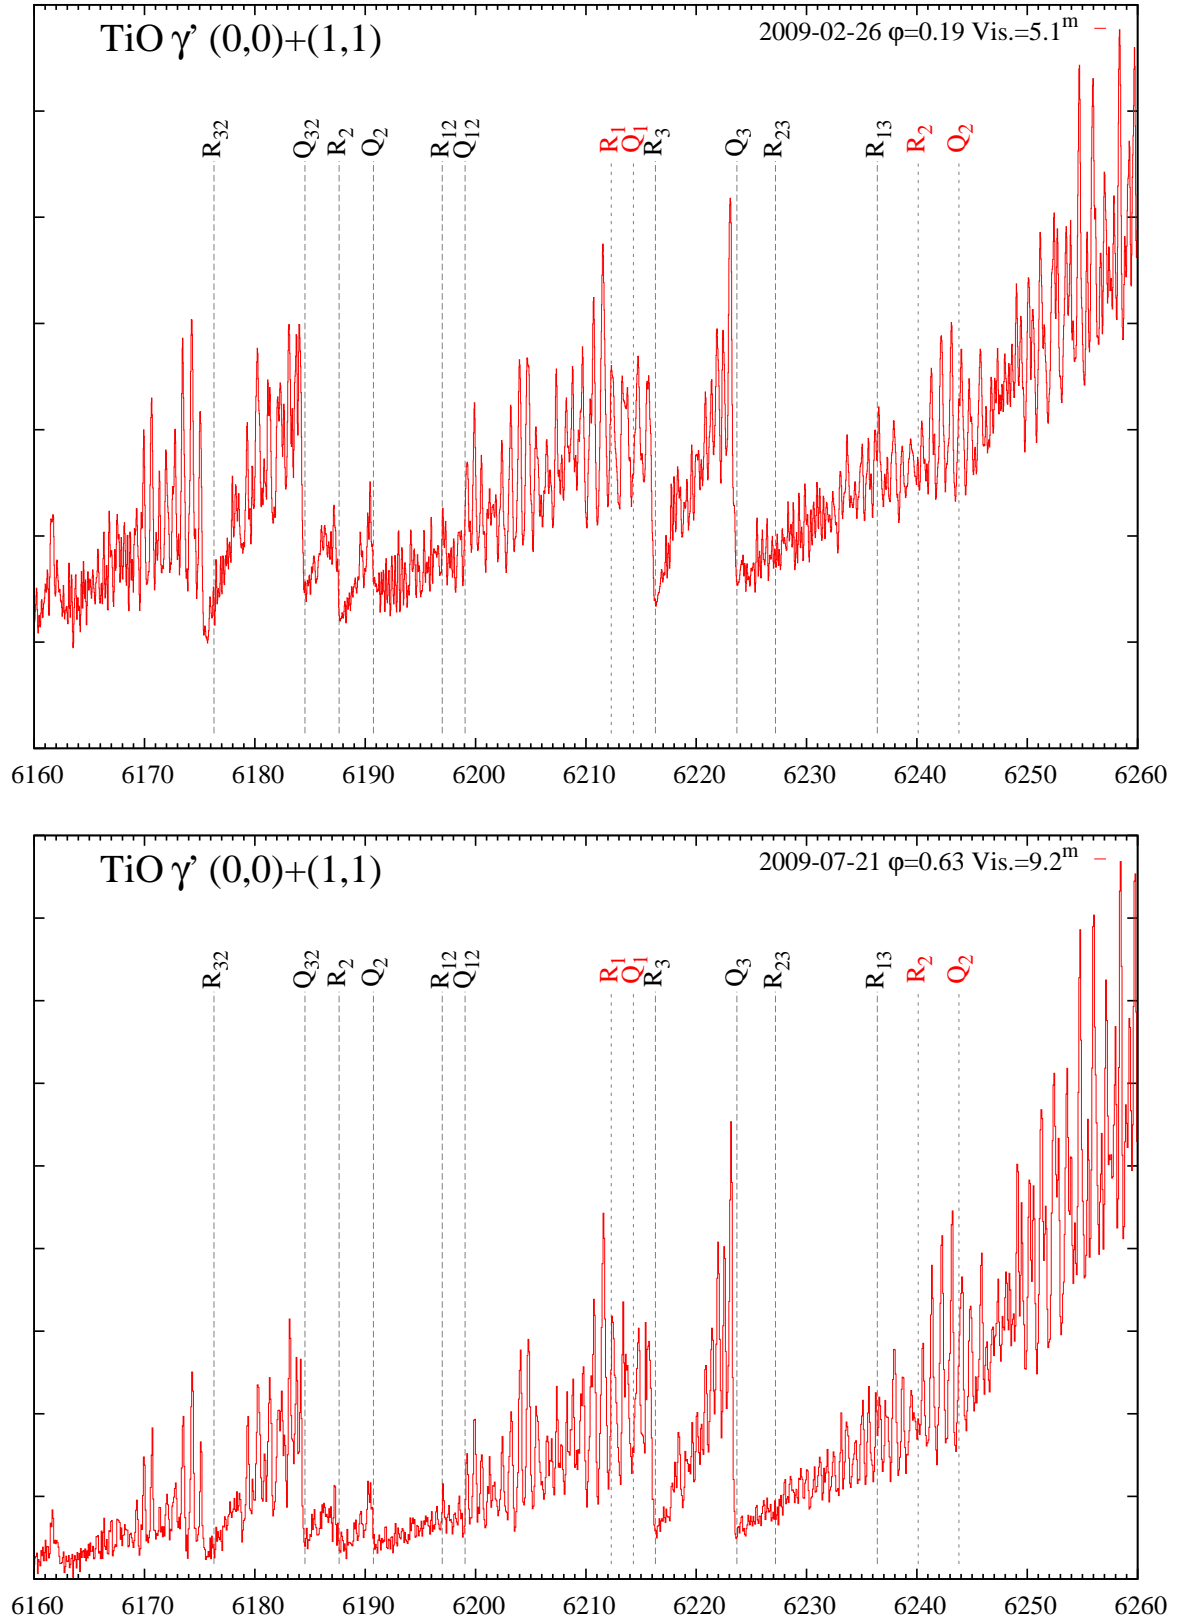 TiO γ’ (0,0)+(1,1)
2009-02-26 φ=0.19 Vis.=5.1m
R32 Q32 R2 Q2 R12 Q12 R1 Q1 R3 Q3 R23 R13 R2 Q2
6160 6170 6180 6190 6200 6210 6220 6230 6240 6250 6260
TiO γ’ (0,0)+(1,1)
2009-07-21 φ=0.63 Vis.=9.2m
R32 Q32 R2 Q2 R12 Q12 R1 Q1 R3 Q3 R23 R13 R2 Q2
6160 6170 6180 6190 6200 6210 6220 6230 6240 6250 6260